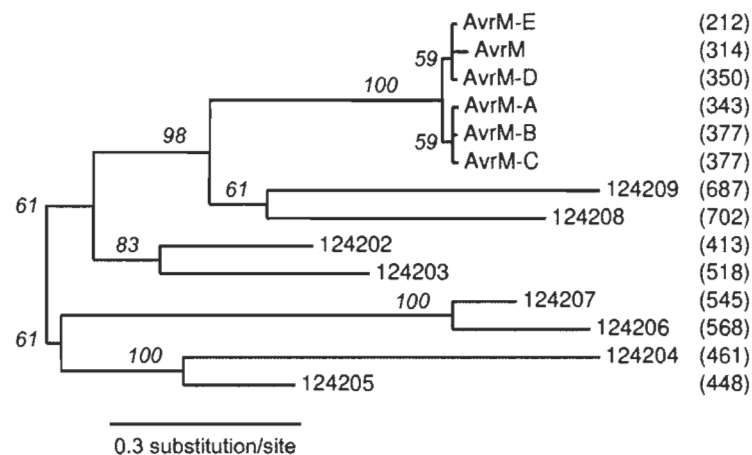 AvrM-E (212)
59 AvrM (314)
100 AvrM-D (350)
AvrM-A (343)
98 59 AvrM-B (377)
AvrM-C (377)
61 61 124209 (687)
124208 (702)
83 124202 (413)
124203 (518)
100 124207 (545)
61 124206 (568)
100 124204 (461)
124205 (448)
0.3 substitution/site